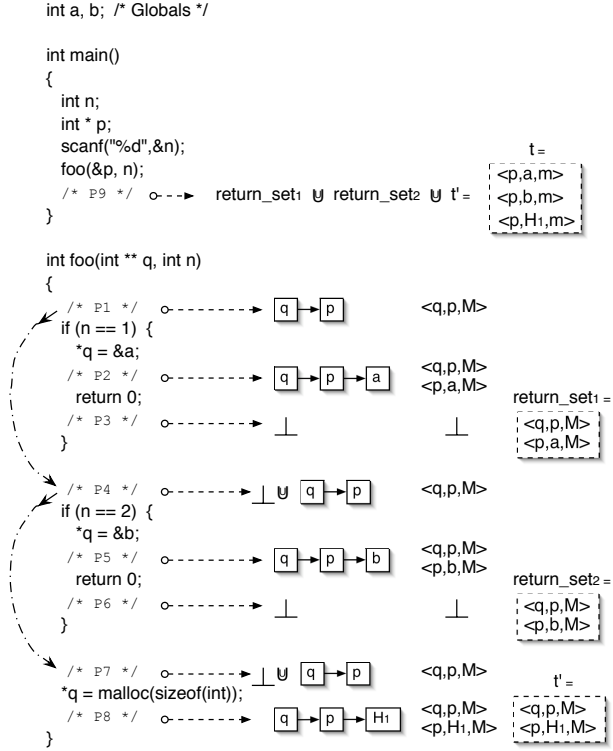 int a, b;  /* Globals */
int main()
{
int n;
int * p;
scanf("%d",&n);
foo(&p, n);
t =
/* P9 */ return_set1 ⊎ return_set2 ⊎ t' =
<p,a,m>
<p,b,m>
<p,H1,m>
}
int foo(int ** q, int n)
{
/* P1 */ q p <q,p,M>
if (n == 1) {
*q = &a;
/* P2 */ q p a <q,p,M>
<p,a,M>
return 0; return_set1 =
/* P3 */ ⊥ ⊥ <q,p,M>
<p,a,M>
}
/* P4 */ ⊥ ⊎ q p <q,p,M>
if (n == 2) {
*q = &b;
/* P5 */ q p b <q,p,M>
<p,b,M>
return 0; return_set2 =
/* P6 */ ⊥ ⊥ <q,p,M>
<p,b,M>
}
/* P7 */ ⊥ ⊎ q p <q,p,M> t' =
*q = malloc(sizeof(int));
/* P8 */ q p H1 <q,p,M> <q,p,M>
<p,H1,M> <p,H1,M>
}